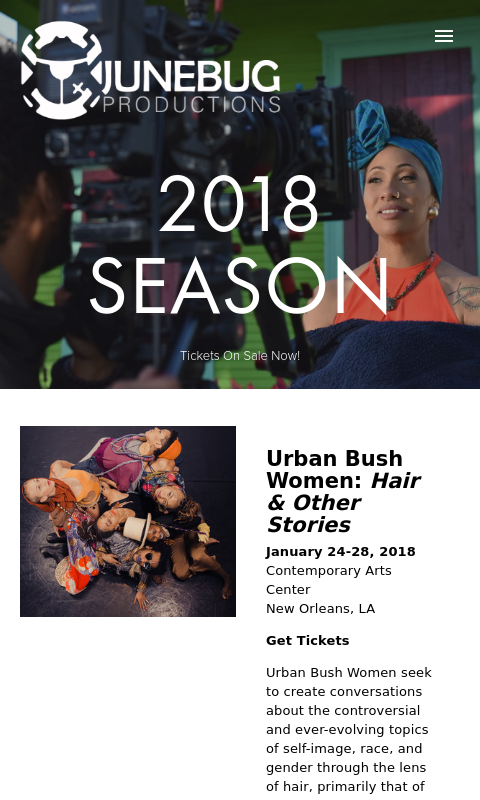 JUNEBUG
PRODUCTIONS
2018
SEASON
Tickets On Sale Now!
Urban Bush
Women: Hair
& Other
Stories
January 24-28, 2018
Contemporary Arts
Center
New Orleans, LA
Get Tickets
Urban Bush Women seek
to create conversations
about the controversial
and ever-evolving topics
of self-image, race, and
gender through the lens
of hair, primarily that of